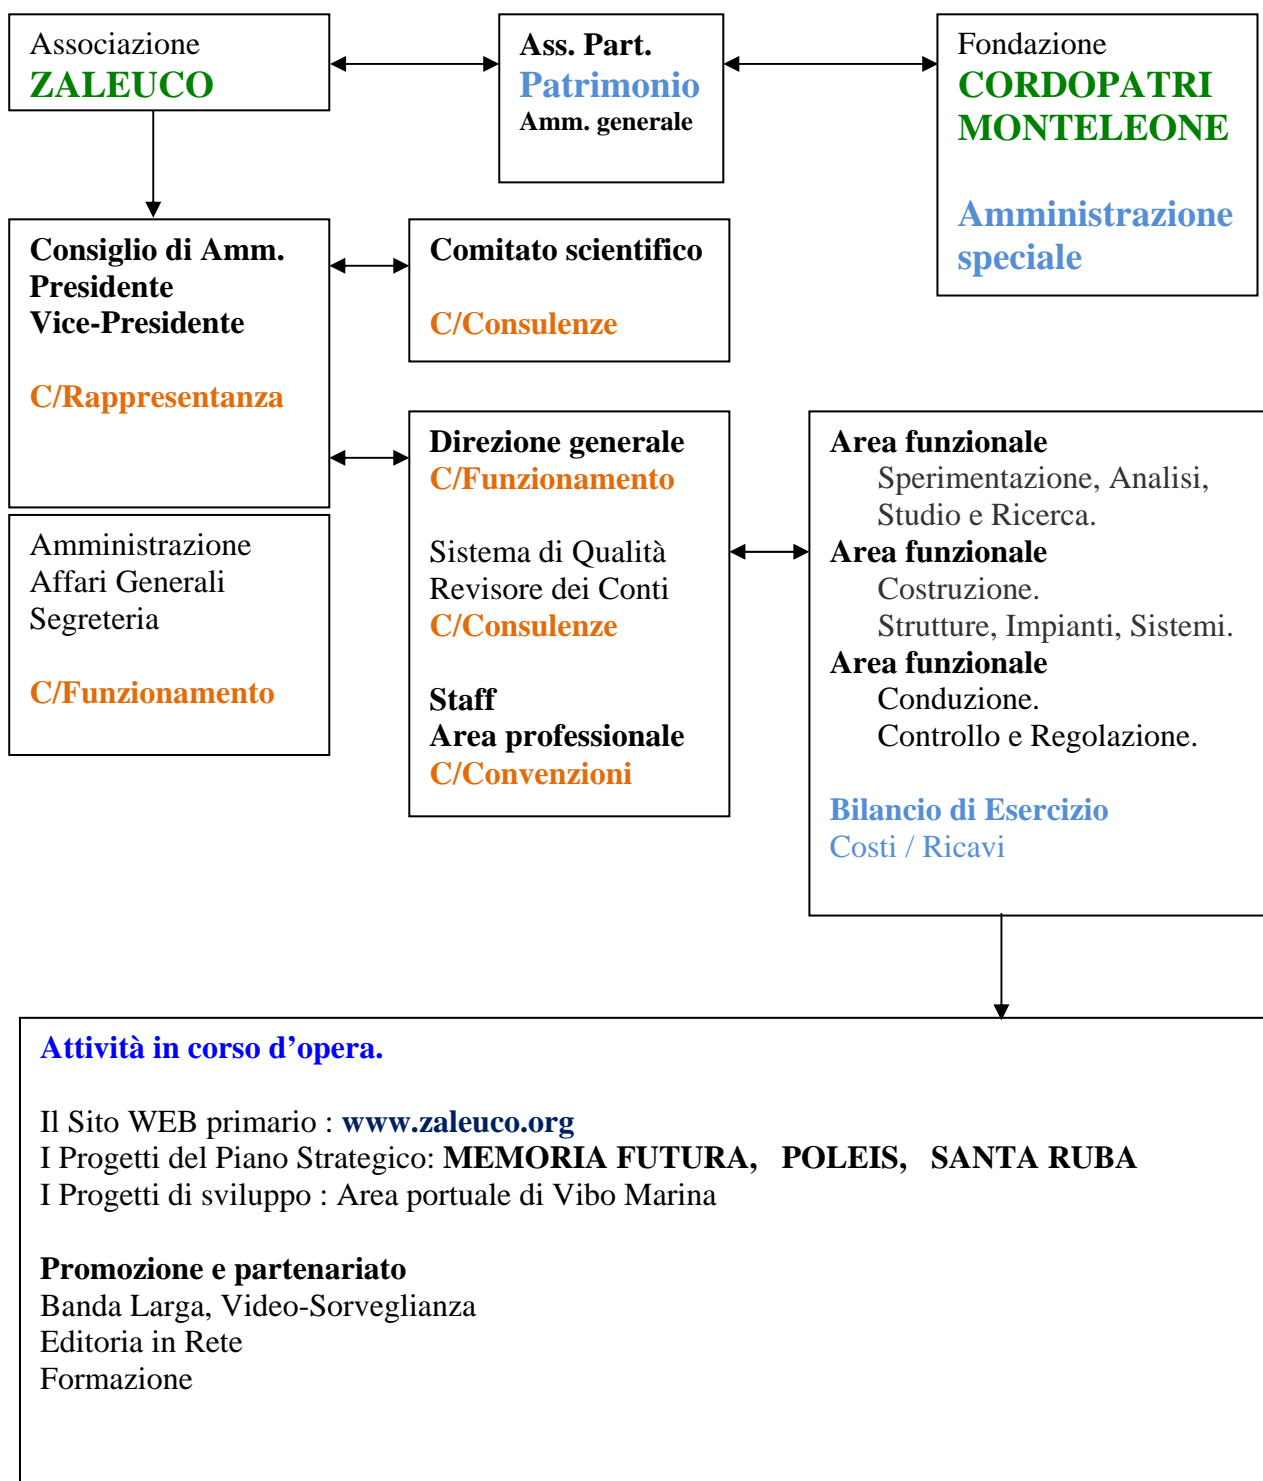 Associazione
ZALEUCO
Ass. Part.
Patrimonio
Amm. generale
Fondazione
CORDOPATRI
MONTELEONE
Amministrazione
speciale
Consiglio di Amm.
Presidente
Vice-Presidente
C/Rappresentanza
Comitato scientifico
C/Consulenze
Amministrazione
Affari Generali
Segreteria
C/Funzionamento
Direzione generale
C/Funzionamento
Sistema di Qualità
Revisore dei Conti
C/Consulenze
Staff
Area professionale
C/Convenzioni
Area funzionale
Sperimentazione, Analisi,
Studio e Ricerca.
Area funzionale
Costruzione.
Strutture, Impianti, Sistemi.
Area funzionale
Conduzione.
Controllo e Regolazione.
Bilancio di Esercizio
Costi / Ricavi
Attività in corso d’opera.
Il Sito WEB primario : www.zaleuco.org
I Progetti del Piano Strategico: MEMORIA FUTURA, POLEIS, SANTA RUBA
I Progetti di sviluppo : Area portuale di Vibo Marina
Promozione e partenariato
Banda Larga, Video-Sorveglianza
Editoria in Rete
Formazione